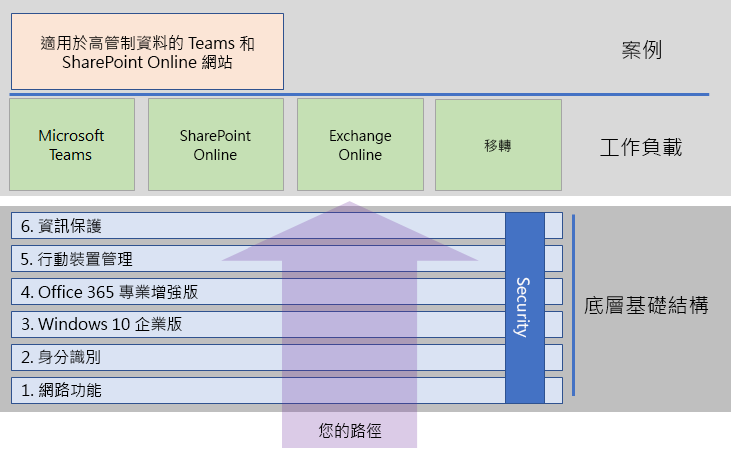 適用於高管制資料的 Teams 和
SharePoint Online 網站
案例
Microsoft
Teams
SharePoint
Online
Exchange
Online
移轉
工作負載
6. 資訊保護
5. 行動裝置管理
4. Office 365 專業增強版
3. Windows 10 企業版
2. 身分識別
1. 網路功能
Security
底層基礎結構
您的路徑